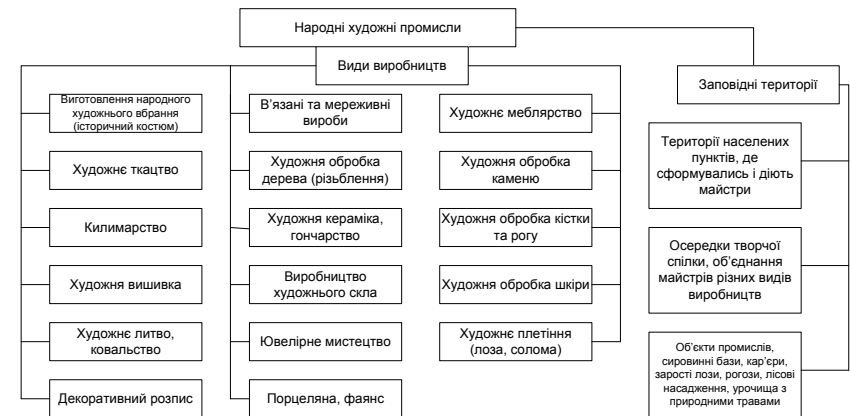 Народні художні промисли
Види виробництв
Заповідні території
Виготовлення народного
художнього вбрання
(історичний костюм)
Художнє ткацтво
Килимарство
Художня вишивка
Художнє литво,
ковальство
Декоративний розпис
В’язані та мереживні
вироби
Художня обробка
дерева (різьблення)
Художня кераміка,
гончарство
Виробництво
художнього скла
Ювелірне мистецтво
Порцеляна, фаянс
Художнє меблярство
Художня обробка
каменю
Художня обробка кістки
та рогу
Художня обробка шкіри
Художнє плетіння
(лоза, солома)
Території населених
пунктів, де
сформувались і діють
майстри
Осередки творчої
спілки, об’єднання
майстрів різних видів
виробництв
Об’єкти промислів,
сировинні бази, кар’єри,
зарості лози, рогози, лісові
насадження, урочища з
природними травами